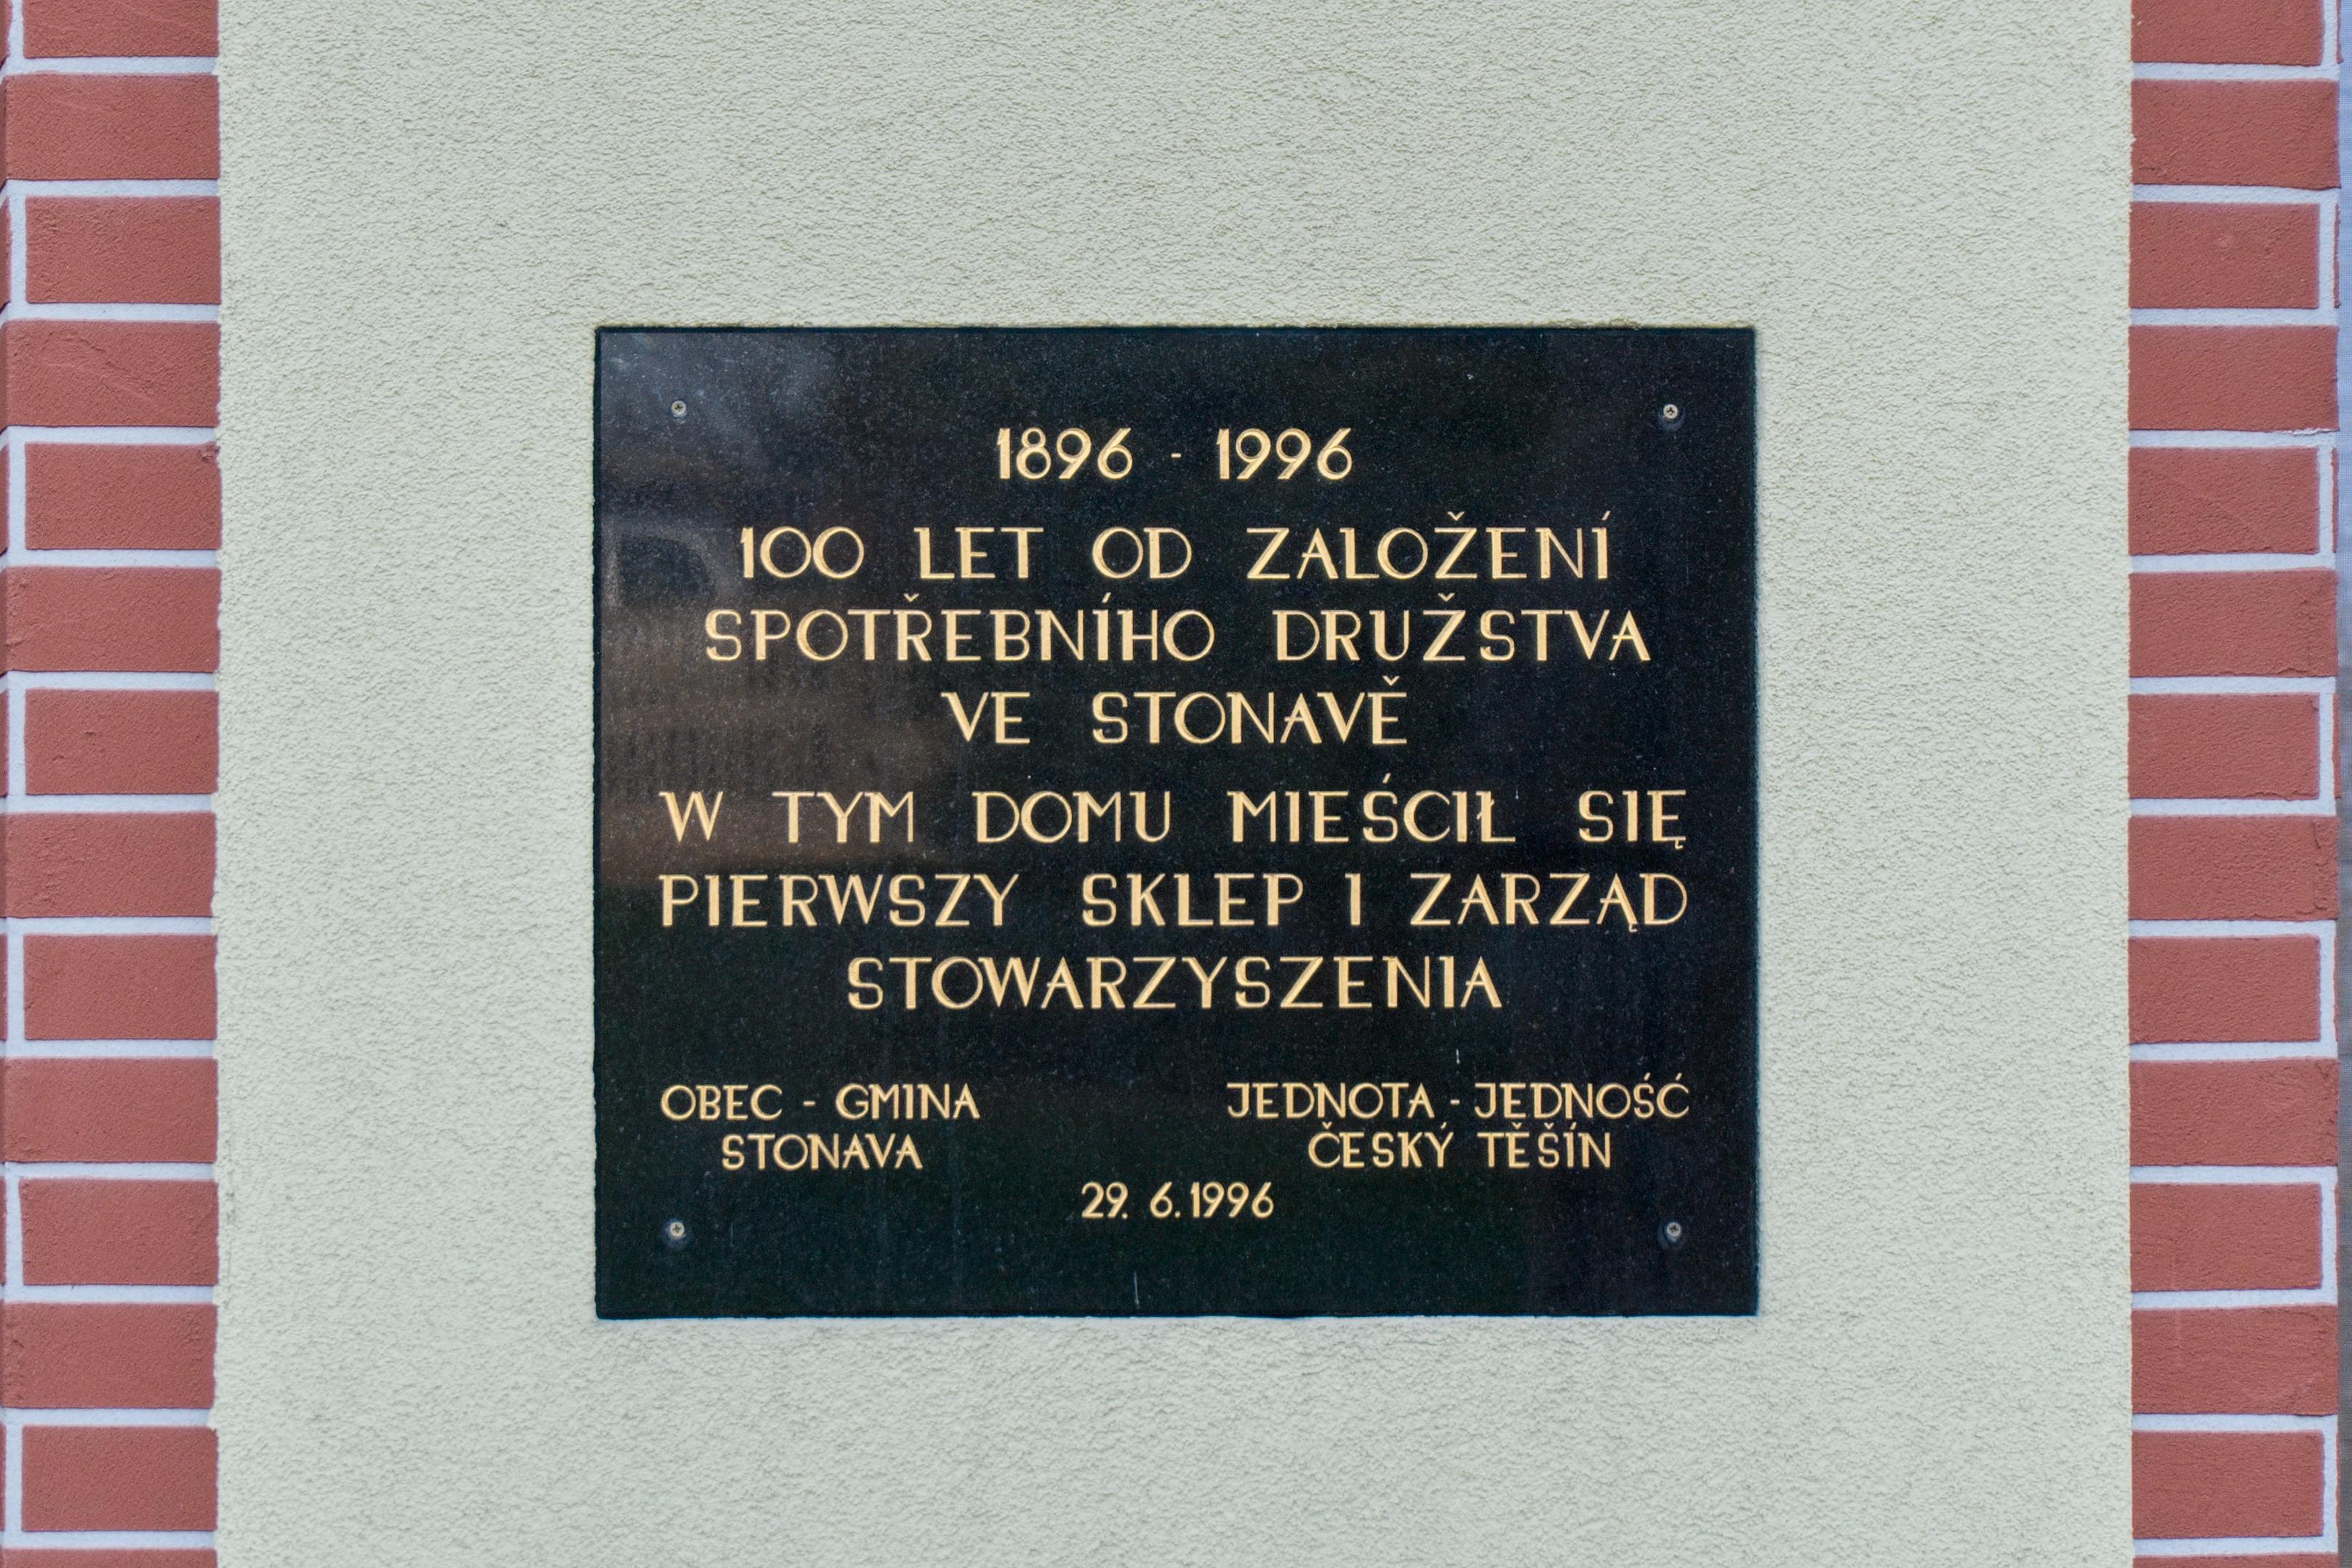 1896 - 1996
100 LET OD ZALOŽENÍ
SPOTŘEBNÍHO DRUŽSTVA
VE STONAVĚ
W TYM DOMU MIEŚCIŁ SIĘ
PIERWSZY SKLEP I ZARZĄD
STOWARZYSZENIA
OBEC - GMINA JEDNOTA - JEDNOŚĆ
STONAVA ČESKÝ TĚŠÍN
29. 6. 1996